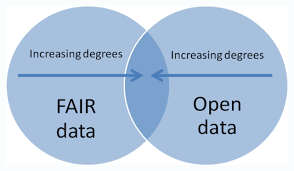 Increasing degrees
Increasing degrees
FAIR
data
Open
data